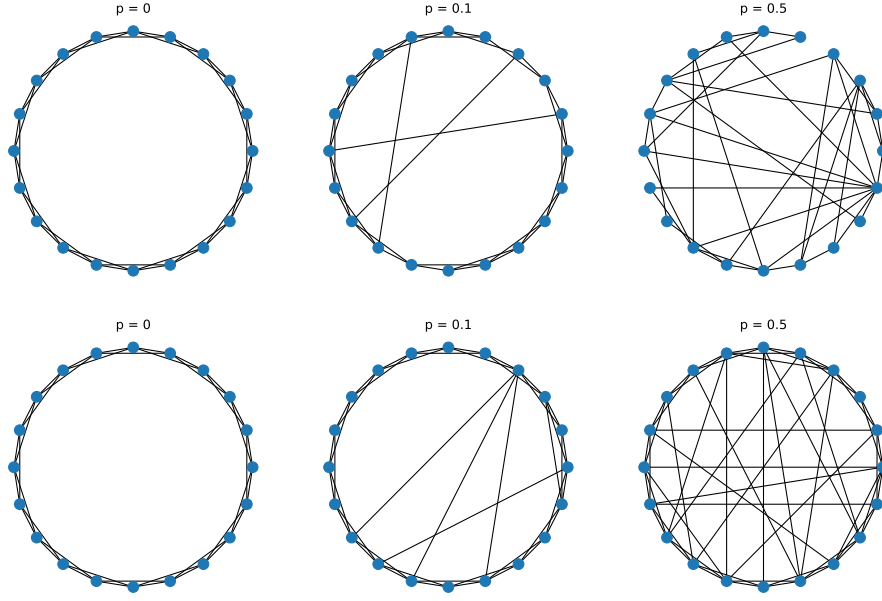 p = 0
p = 0.1
p = 0.5
p = 0
p = 0.1
p = 0.5